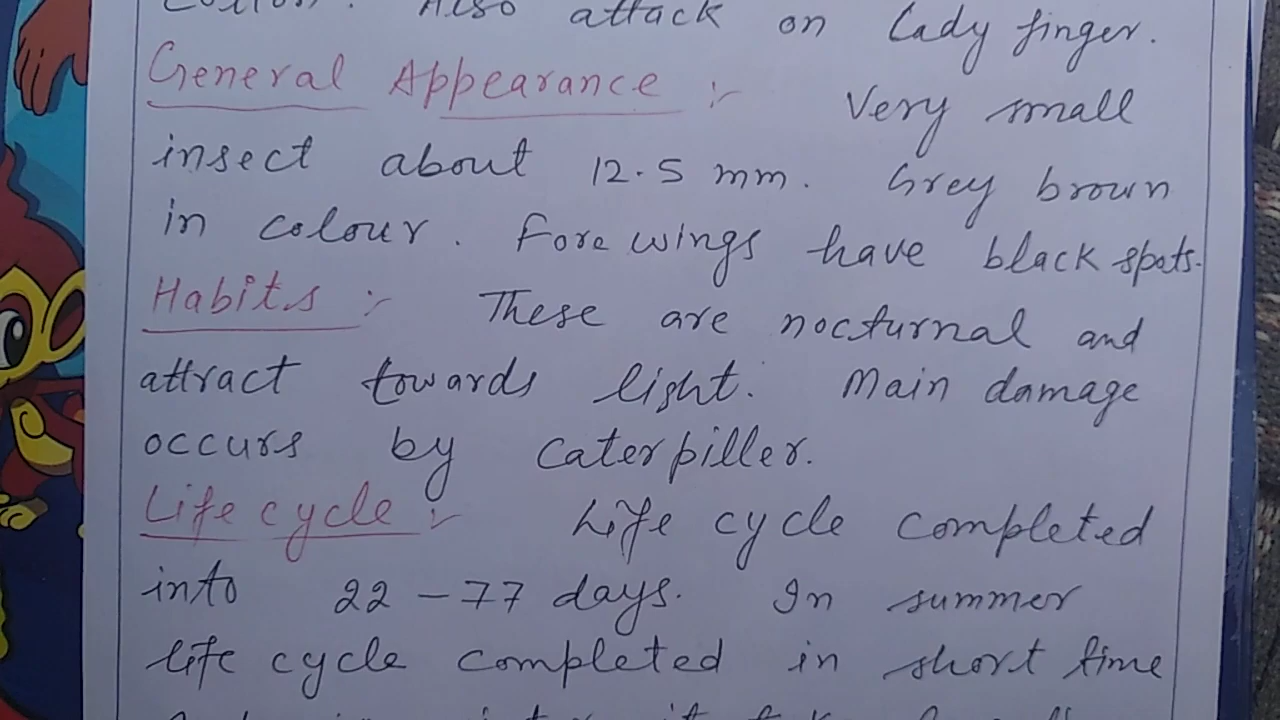 Cotton. Also attack on Lady finger.
General Appearance :- Very small
insect about 12.5 mm. Grey brown
in colour. Fore wings have black spots.
Habits :- These are nocturnal and
attract towards light. Main damage
occurs by caterpiller.
Life cycle :- Life cycle completed
into 22-77 days. In summer
life cycle completed in short time